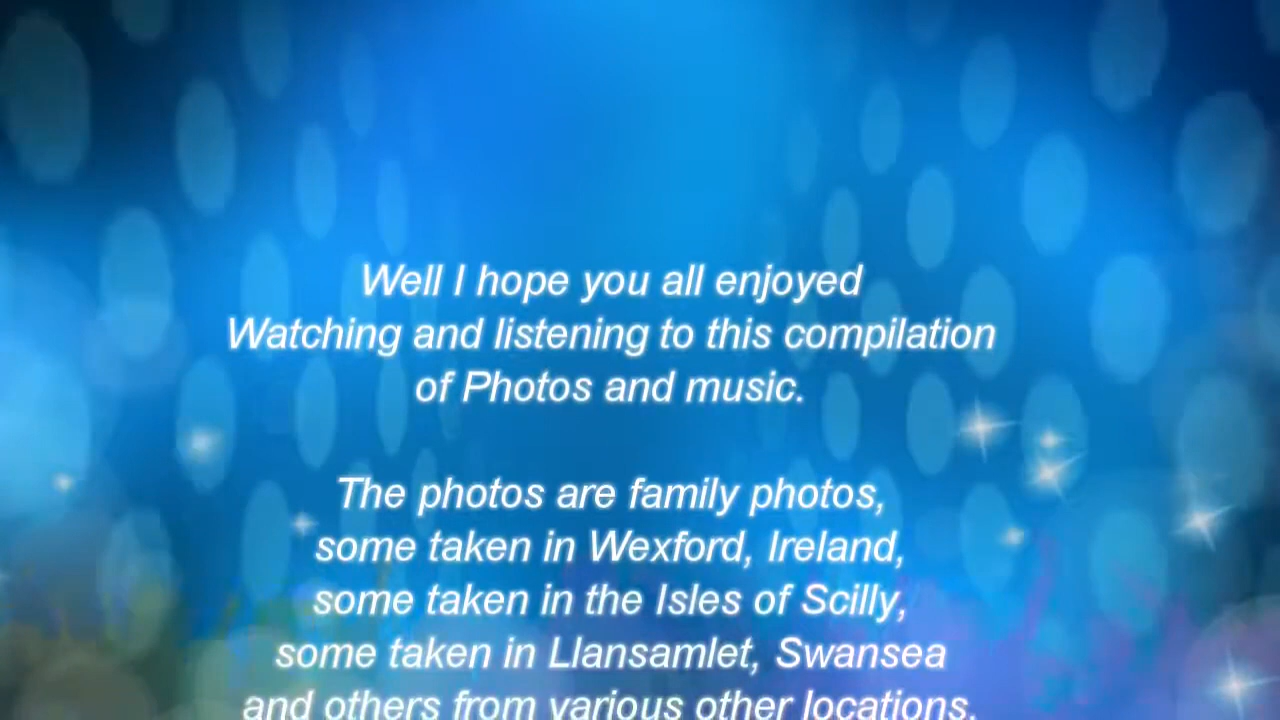 Well I hope you all enjoyed
Watching and listening to this compilation
of Photos and music.
The photos are family photos,
some taken in Wexford, Ireland,
some taken in the Isles of Scilly,
some taken in Llansamlet, Swansea
and others from various other locations.